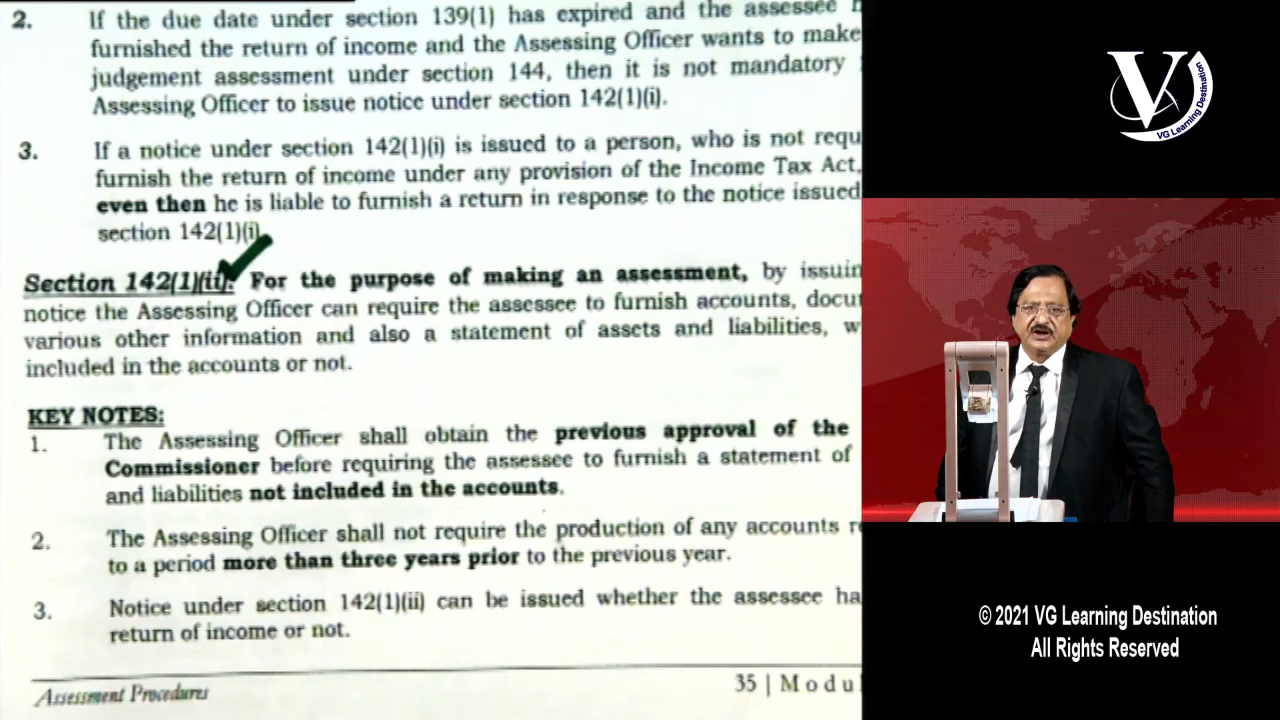 2. If the due date under section 139(1) has expired and the assessee
furnished the return of income and the Assessing Officer wants to make
judgement assessment under section 144, then it is not mandatory
Assessing Officer to issue notice under section 142(1)(i).
3. If a notice under section 142(1)(i) is issued to a person, who is not requ
furnish the return of income under any provision of the Income Tax Act,
even then he is liable to furnish a return in response to the notice issued
section 142(1)(i).
Section 142(1)(ii): For the purpose of making an assessment, by issuin
notice the Assessing Officer can require the assessee to furnish accounts, docu
various other information and also a statement of assets and liabilities, w
included in the accounts or not.
KEY NOTES:
1. The Assessing Officer shall obtain the previous approval of the
Commissioner before requiring the assessee to furnish a statement of
and liabilities not included in the accounts.
2. The Assessing Officer shall not require the production of any accounts re
to a period more than three years prior to the previous year.
3. Notice under section 142(1)(ii) can be issued whether the assessee ha
return of income or not.
Assessment Procedures
35 | Modu
V
VG Learning Destination
© 2021 VG Learning Destination
All Rights Reserved